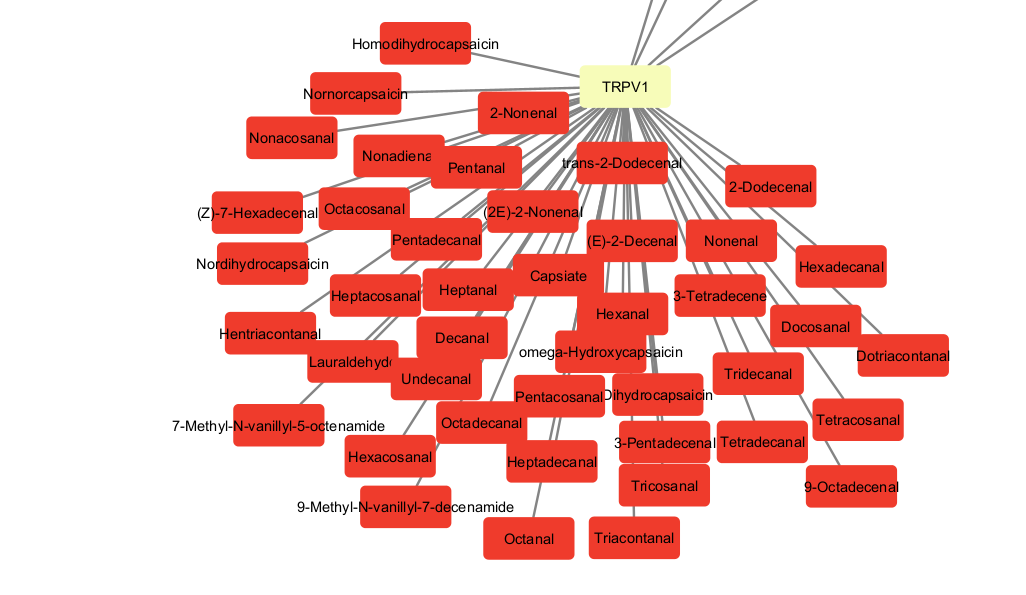 Homodihydrocapsaicin
TRPV1
Nornorcapsaicin
2-Nonenal
Nonacosanal
Nonadiena
Pentanal
trans-2-Dodecenal
2-Dodecenal
(Z)-7-Hexadecenal
Octacosanal
(2E)-2-Nonenal
Pentadecanal
(E)-2-Decenal
Nonenal
Nordihydrocapsaicin
Hexadecanal
Heptacosanal
Heptanal
Capsiate
3-Tetradecene
Hexanal
Hentriacontanal
Docosanal
Decanal
omega-Hydroxycapsaicin
Dotriacontanal
Lauraldehyde
Undecanal
Tridecanal
Pentacosanal
Dihydrocapsaicin
7-Methyl-N-vanillyl-5-octenamide
Octadecanal
Tetracosanal
3-Pentadecenal
Tetradecanal
Hexacosanal
Heptadecanal
Tricosanal
9-Octadecenal
9-Methyl-N-vanillyl-7-decenamide
Octanal
Triacontanal